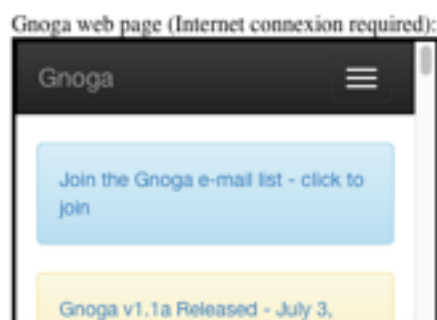 Gnoga web page (Internet connexion required):
Gnoga
Join the Gnoga e-mail list - click to
join
Gnoga v1.1a Released - July 3,